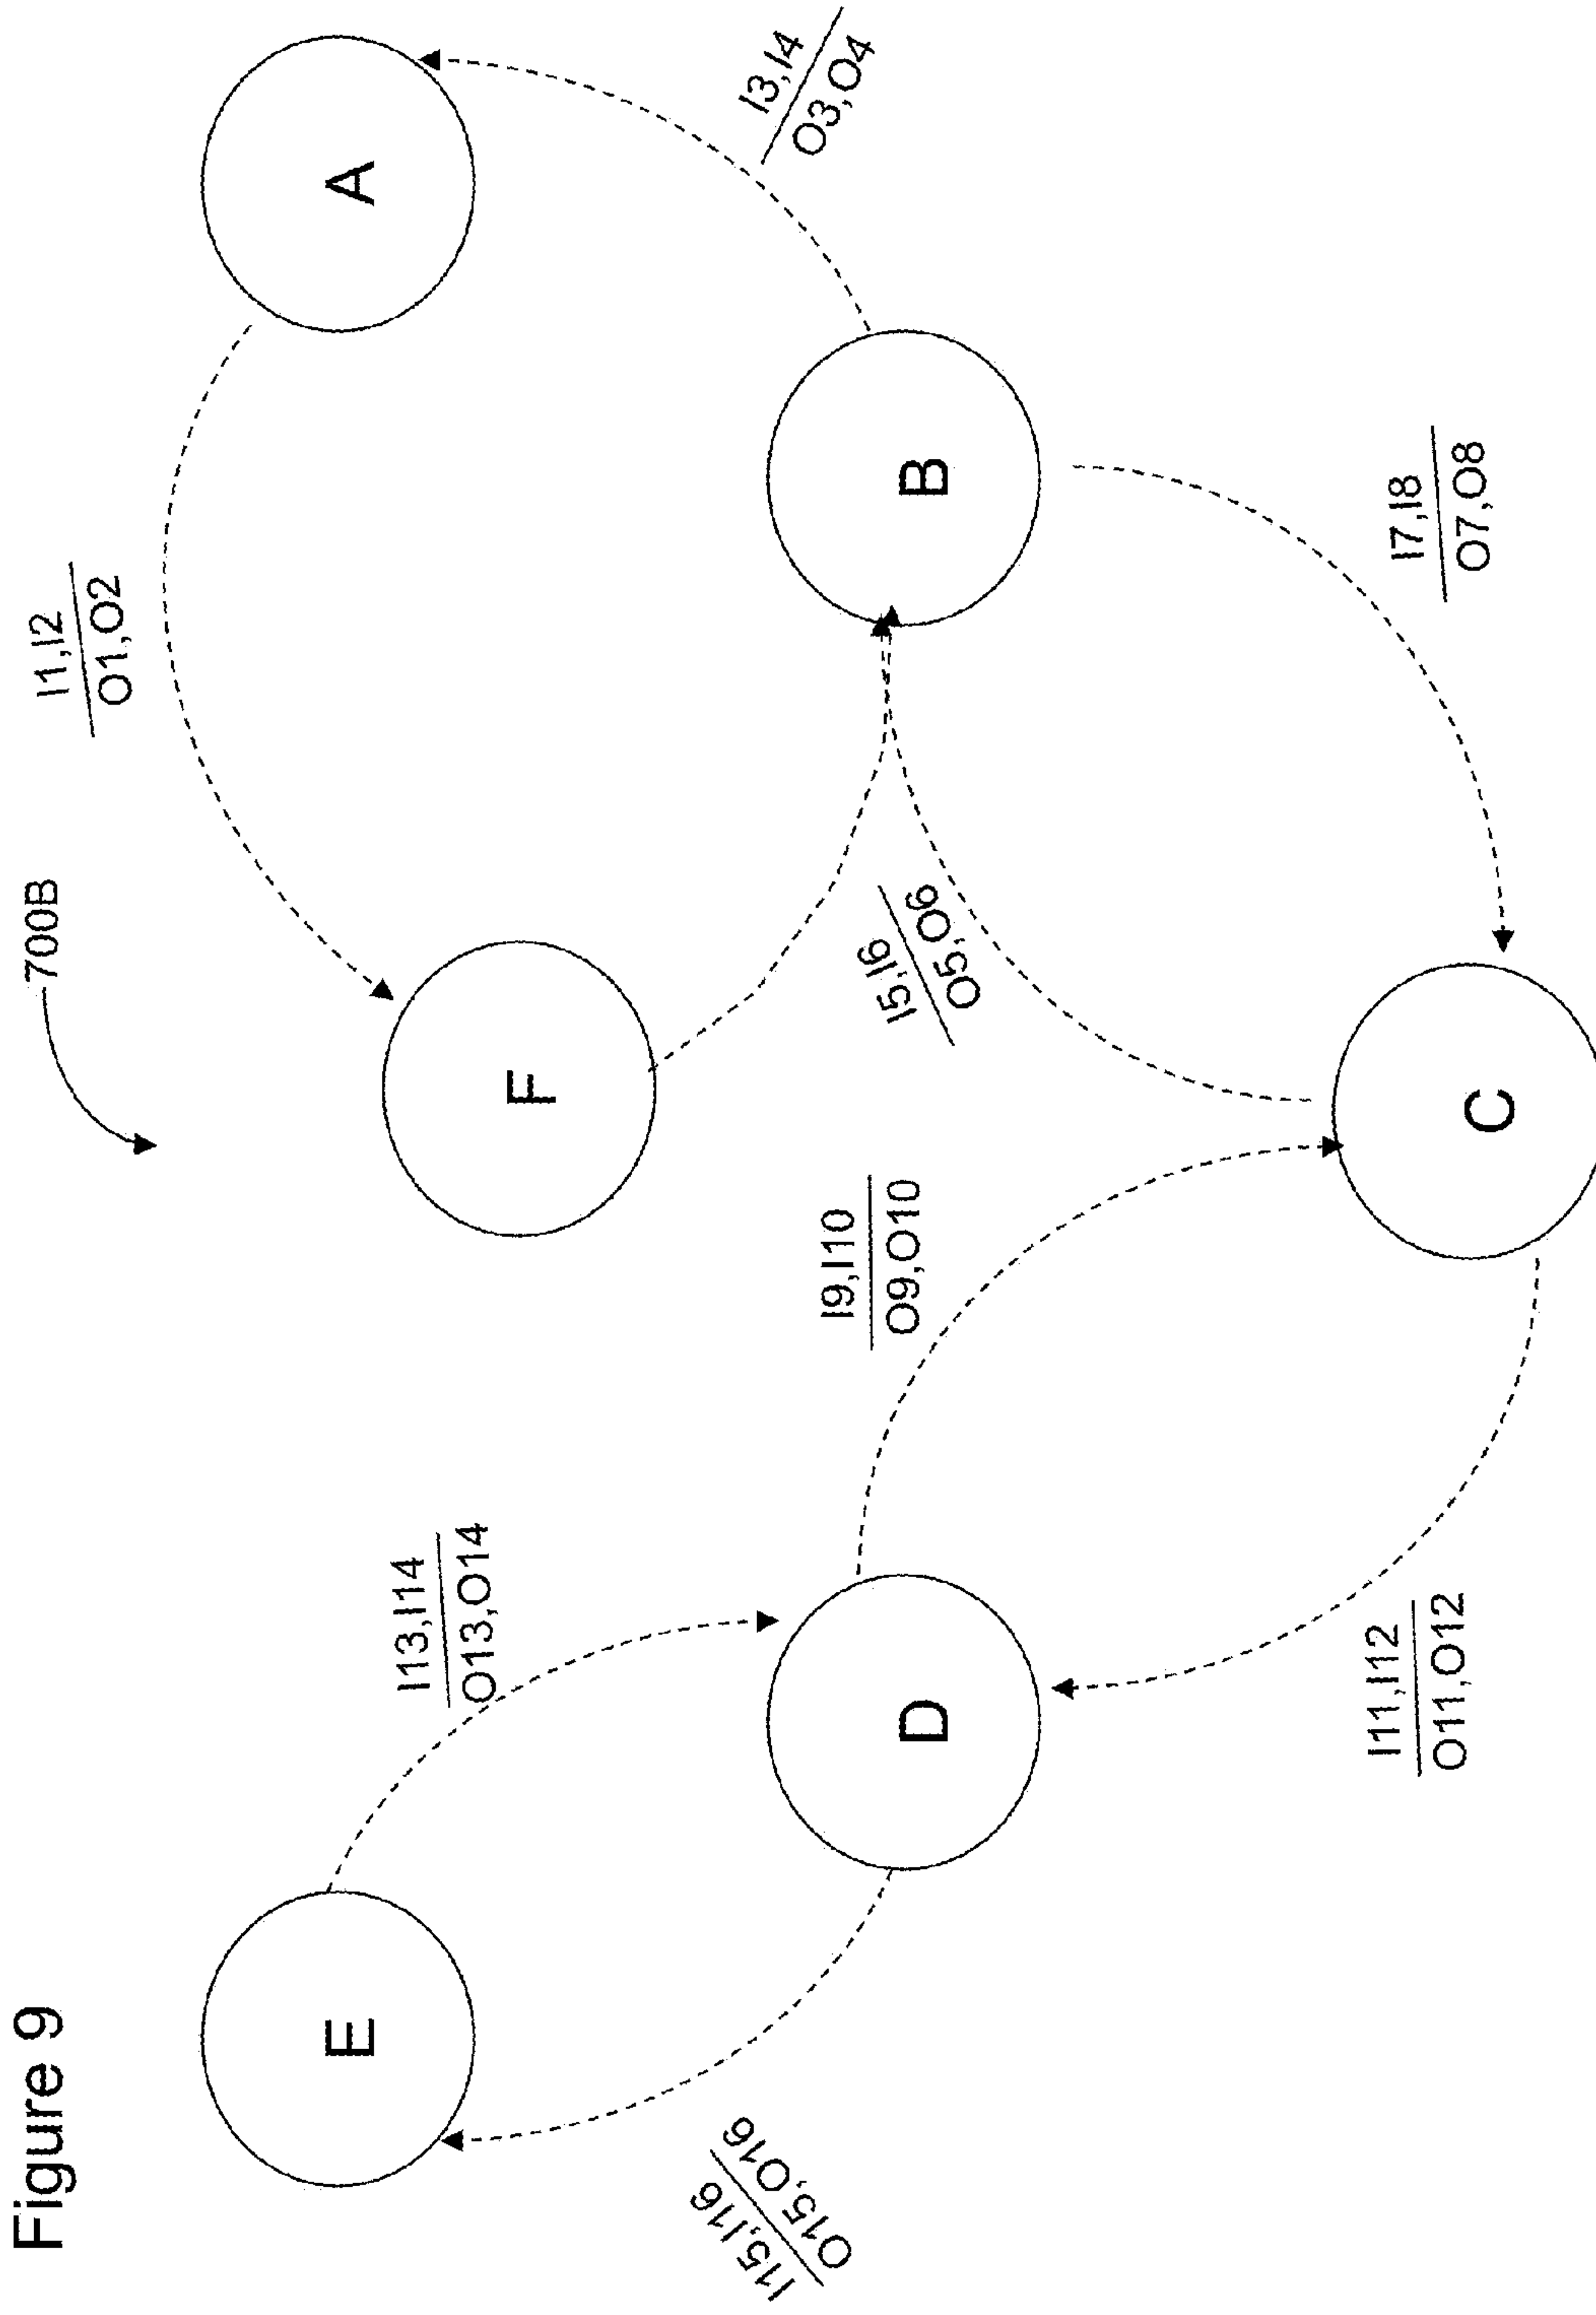 Figure 9
700B
I1,I2
O1,O2
A
I3,I4
O3,O4
F
B
I5,I6
O5,O6
I7,I8
O7,O8
C
I9,I10
O9,O10
I11,I12
O11,O12
D
I13,I14
O13,O14
E
I15,I16
O15,O16